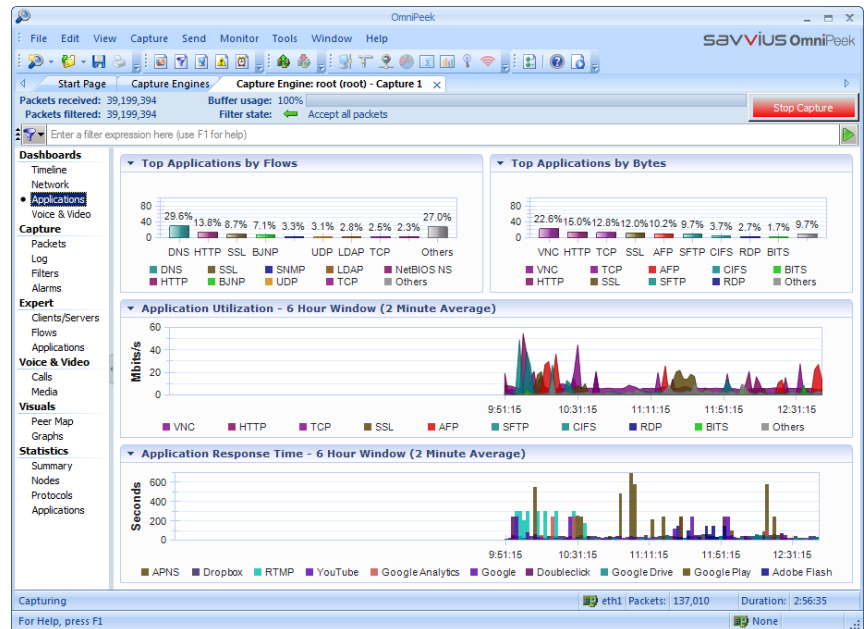 OmniPeek
File Edit View Capture Send Monitor Tools Window Help
savvius OmniPeek
Start Page Capture Engines Capture Engine: root (root) - Capture 1
Packets received: 39,199,394 Buffer usage: 100%
Packets filtered: 39,199,394 Filter state: Accept all packets
Stop Capture
Enter a filter expression here (use F1 for help)
Dashboards
Timeline
Network
Applications
Voice & Video
Capture
Packets
Log
Filters
Alarms
Expert
Clients/Servers
Flows
Applications
Voice & Video
Calls
Media
Visuals
Peer Map
Graphs
Statistics
Summary
Nodes
Protocols
Applications
Top Applications by Flows
80
40
0
29.6% 13.8% 8.7% 7.1% 3.3% 3.1% 2.8% 2.5% 2.3% 27.0%
DNS HTTP SSL BJNP UDP LDAP TCP Others
DNS SSL SNMP LDAP NetBIOS NS
HTTP BJNP UDP TCP Others
Top Applications by Bytes
80
40
0
22.6% 15.0% 12.8% 12.0% 10.2% 9.7% 3.7% 2.7% 1.7% 9.7%
VNC HTTP TCP SSL AFP SFTP CIFS RDP BITS
VNC TCP AFP CIFS BITS
HTTP SSL SFTP RDP Others
Application Utilization - 6 Hour Window (2 Minute Average)
Mbits/s
60
40
20
0
9:51:15 10:31:15 11:11:15 11:51:15 12:31:15
VNC HTTP TCP SSL AFP SFTP CIFS RDP BITS Others
Application Response Time - 6 Hour Window (2 Minute Average)
Seconds
600
400
200
0
9:51:15 10:31:15 11:11:15 11:51:15 12:31:15
APNS Dropbox RTMP YouTube Google Analytics Google Doubleclick Google Drive Google Play Adobe Flash
Capturing eth1 Packets: 137,010 Duration: 2:56:35
For Help, press F1 None